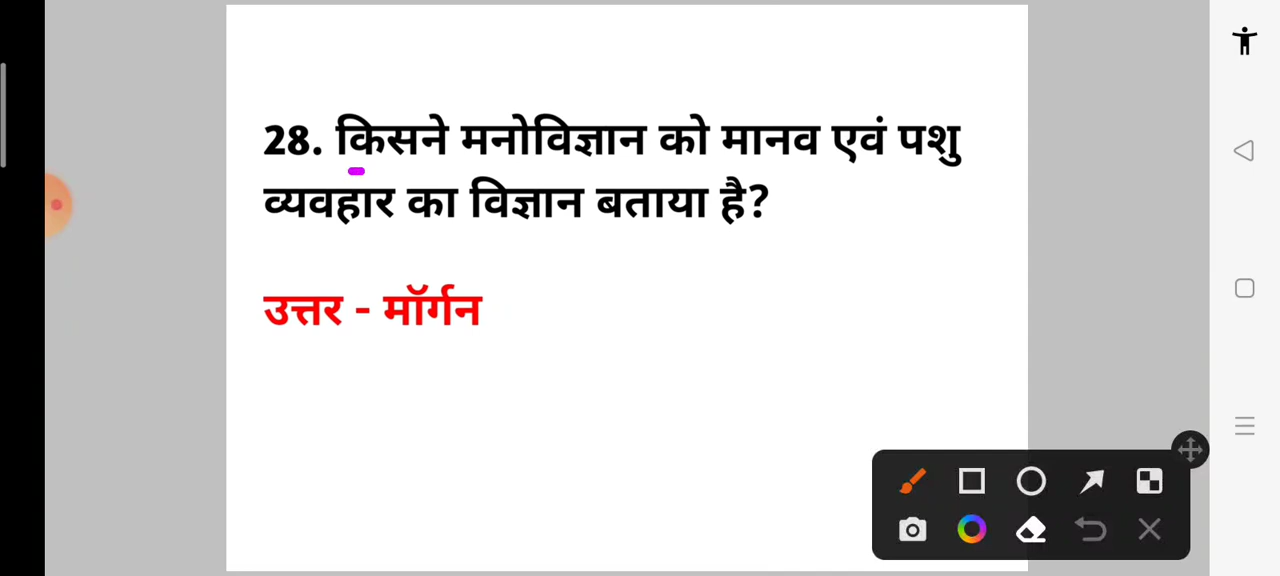 28. किसने मनोविज्ञान को मानव एवं पशु
व्यवहार का विज्ञान बताया है?
उत्तर - मॉर्गन